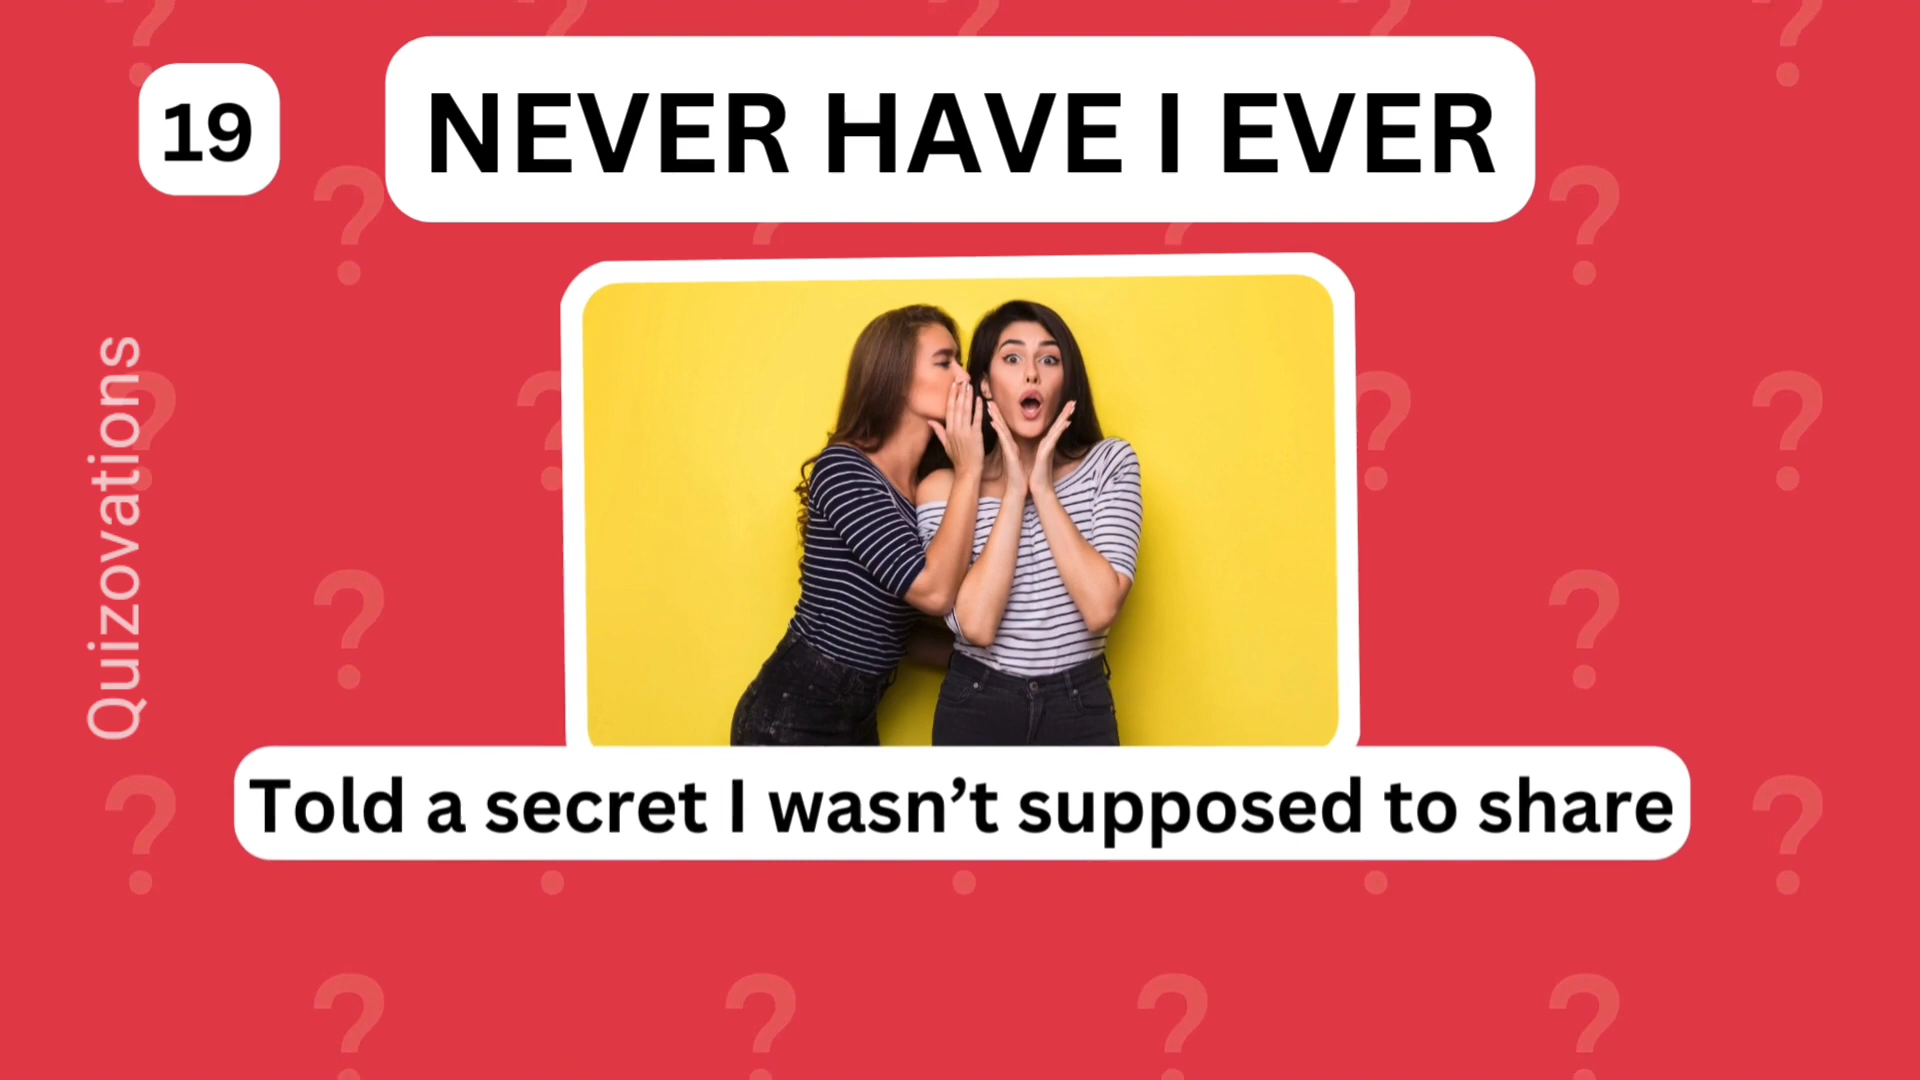 19
NEVER HAVE I EVER
Quizovations
Told a secret I wasn’t supposed to share